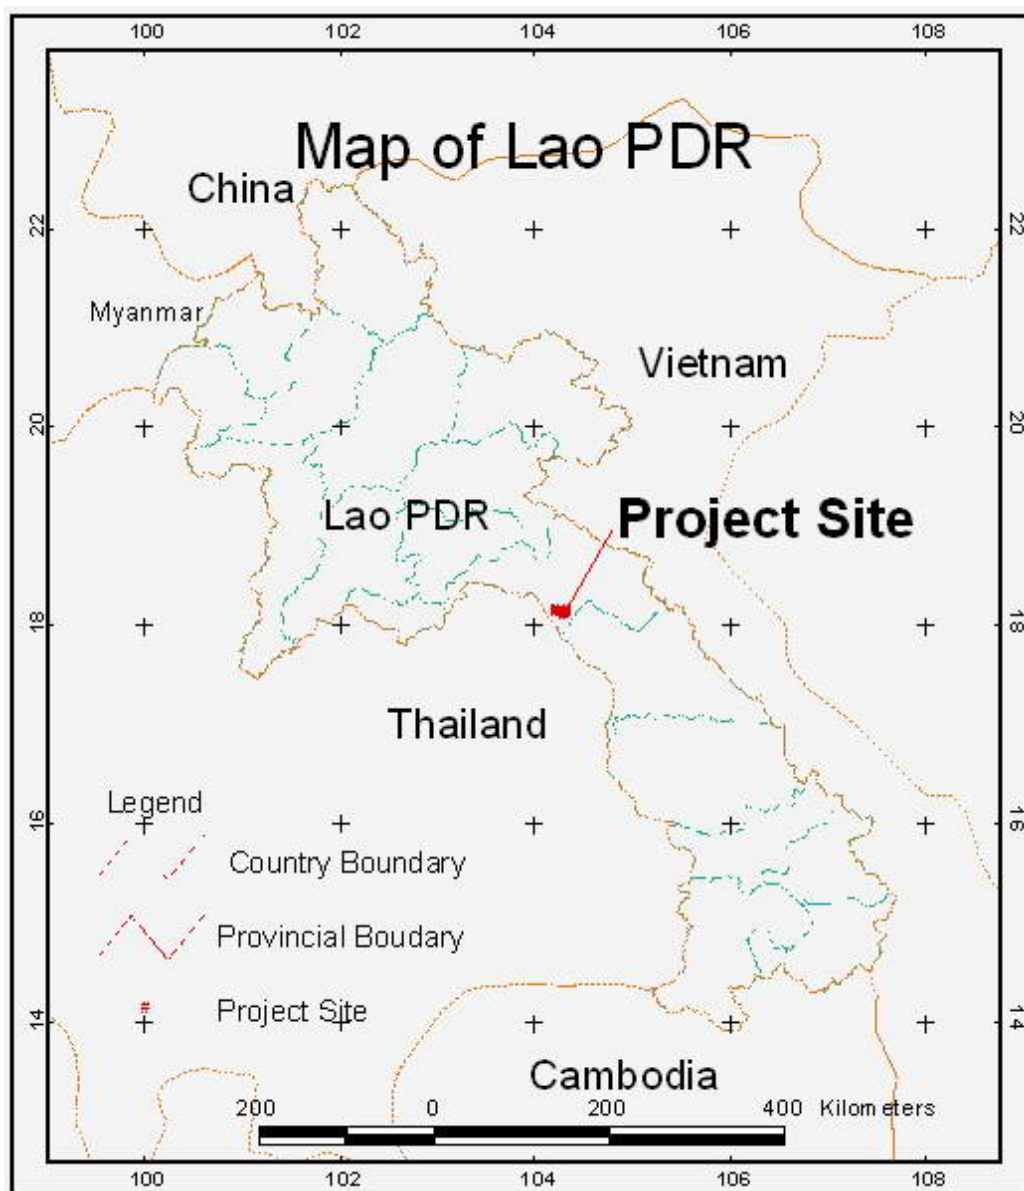 100 102 104 106 108
Map of Lao PDR
China
22 22
Myanmar
Vietnam
20 20
Lao PDR
Project Site
18 18
Thailand
Legend
16 16
Country Boundary
Provincial Boudary
# Project Site
14 14
Cambodia
200 0 200 400 Kilometers
100 102 104 106 108